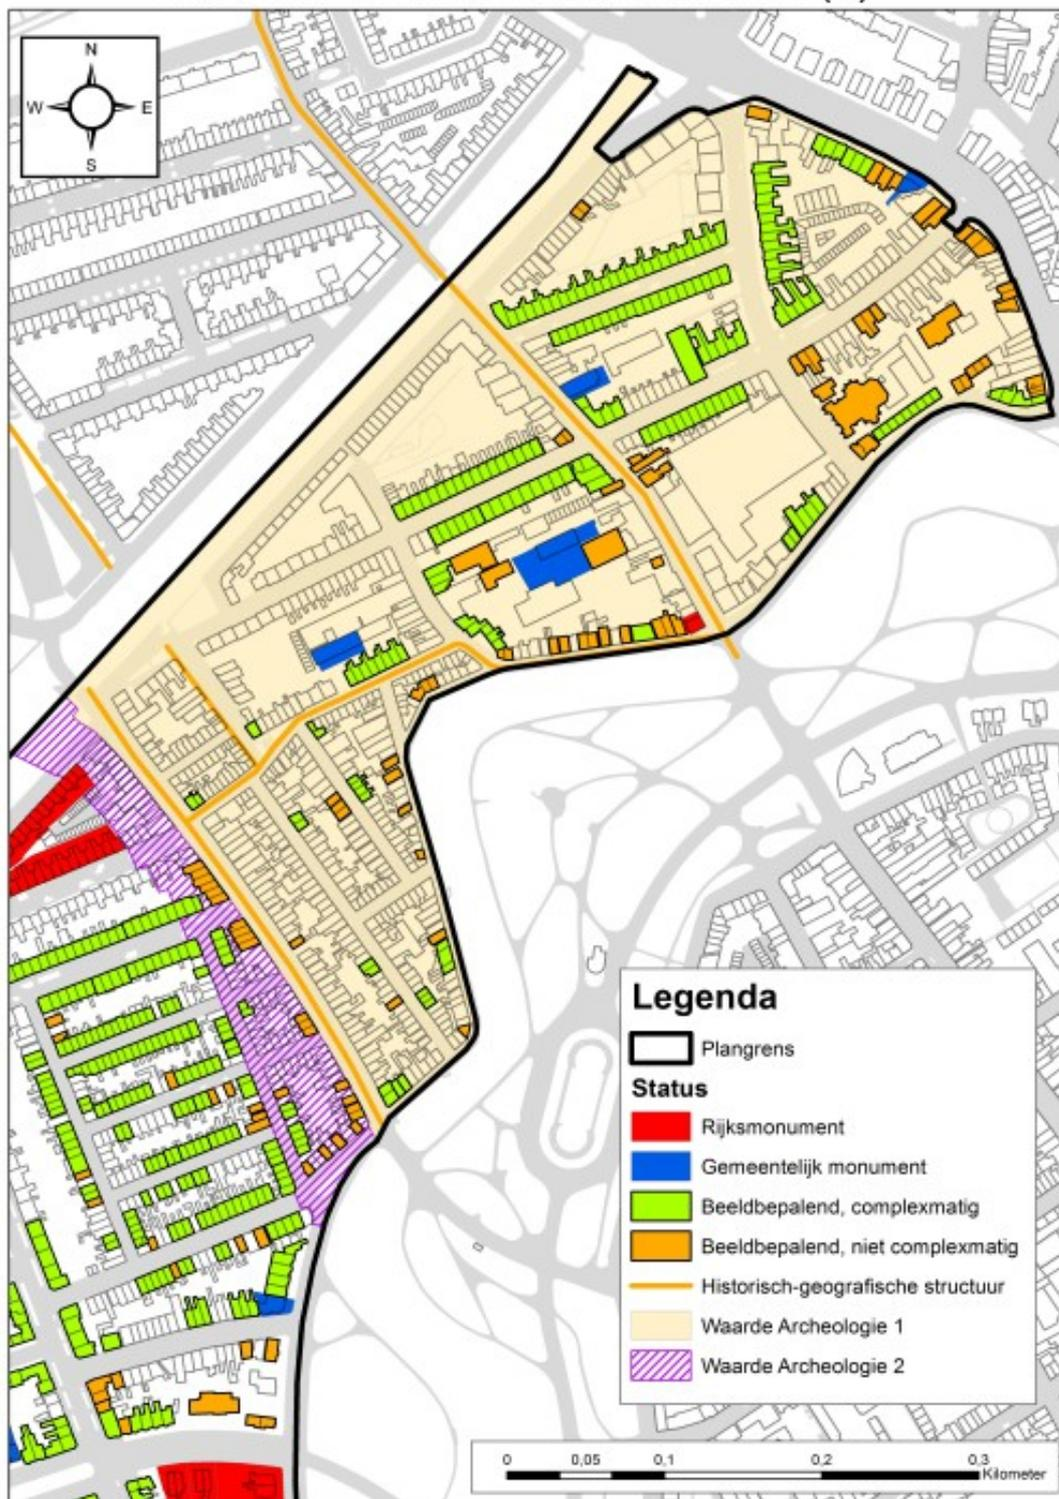 N
W E
S
Legenda
Plangrens
Status
Rijksmonument
Gemeentelijk monument
Beeldbepalend, complexmatig
Beeldbepalend, niet complexmatig
Historisch-geografische structuur
Waarde Archeologie 1
Waarde Archeologie 2
0 0,05 0,1 0,2 0,3
Kilometer